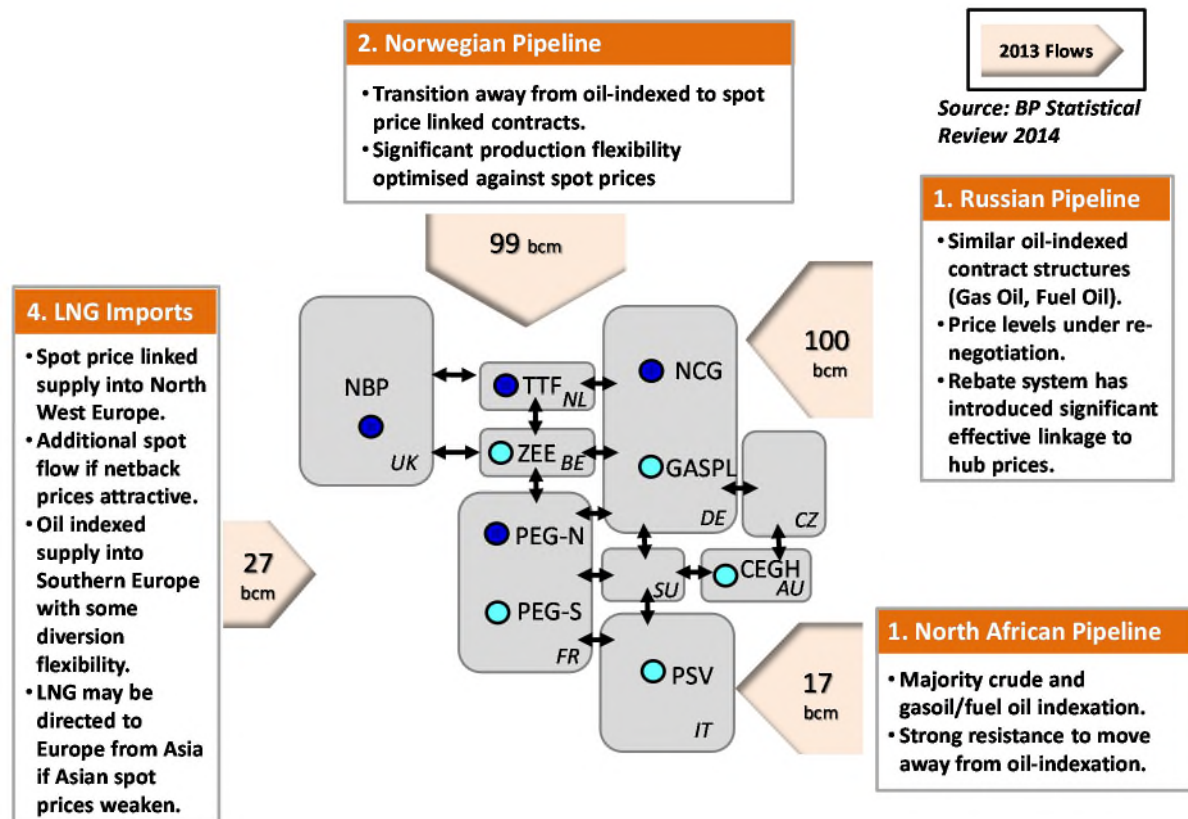 2. Norwegian Pipeline
• Transition away from oil-indexed to spot
price linked contracts.
• Significant production flexibility
optimised against spot prices
2013 Flows
Source: BP Statistical
Review 2014
1. Russian Pipeline
• Similar oil-indexed
contract structures
(Gas Oil, Fuel Oil).
• Price levels under re-
negotiation.
• Rebate system has
introduced significant
effective linkage to
hub prices.
4. LNG Imports
• Spot price linked
supply into North
West Europe.
• Additional spot
flow if netback
prices attractive.
• Oil indexed
supply into
Southern Europe
with some
diversion
flexibility.
• LNG may be
directed to
Europe from Asia
if Asian spot
prices weaken.
99 bcm
100
bcm
27
bcm
17
bcm
NBP
UK
TTF
NL
ZEE
BE
NCG
GASPL
DE
CZ
PEG-N
PEG-S
FR
SU
CEGH
AU
PSV
IT
1. North African Pipeline
• Majority crude and
gasoil/fuel oil indexation.
• Strong resistance to move
away from oil-indexation.